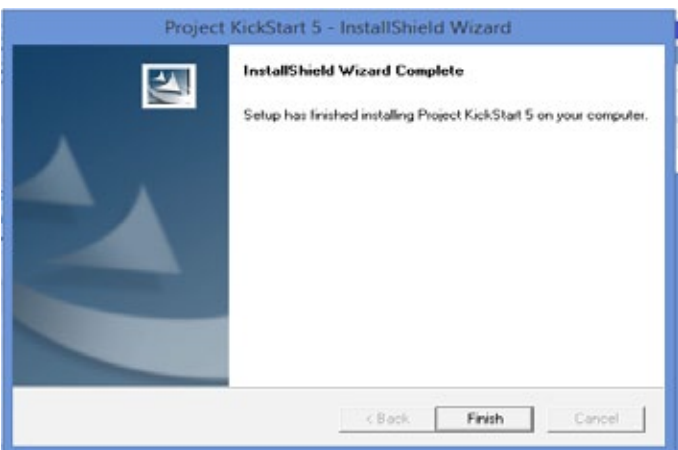 Project KickStart 5 - InstallShield Wizard
InstallShield Wizard Complete
Setup has finished installing Project KickStart 5 on your computer.
< Back
Finish
Cancel